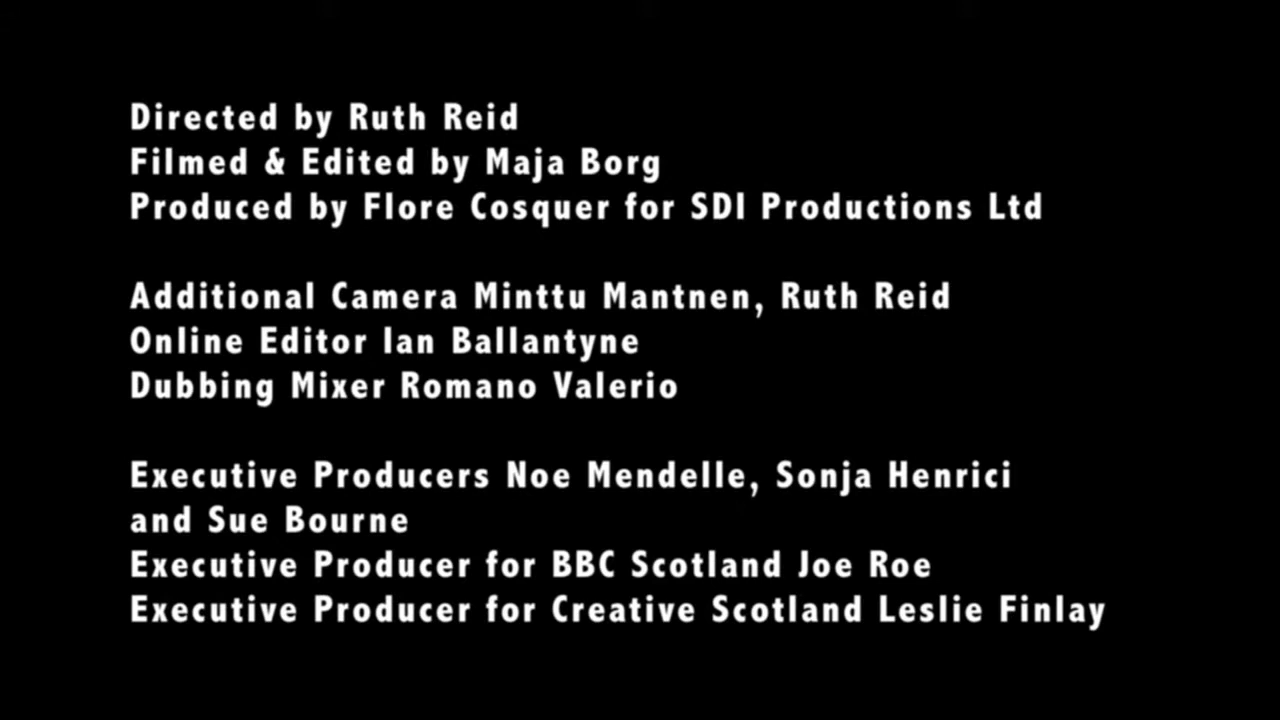 Directed by Ruth Reid
Filmed & Edited by Maja Borg
Produced by Flore Cosquer for SDI Productions Ltd
Additional Camera Minttu Mantnen, Ruth Reid
Online Editor Ian Ballantyne
Dubbing Mixer Romano Valerio
Executive Producers Noe Mendelle, Sonja Henrici
and Sue Bourne
Executive Producer for BBC Scotland Joe Roe
Executive Producer for Creative Scotland Leslie Finlay